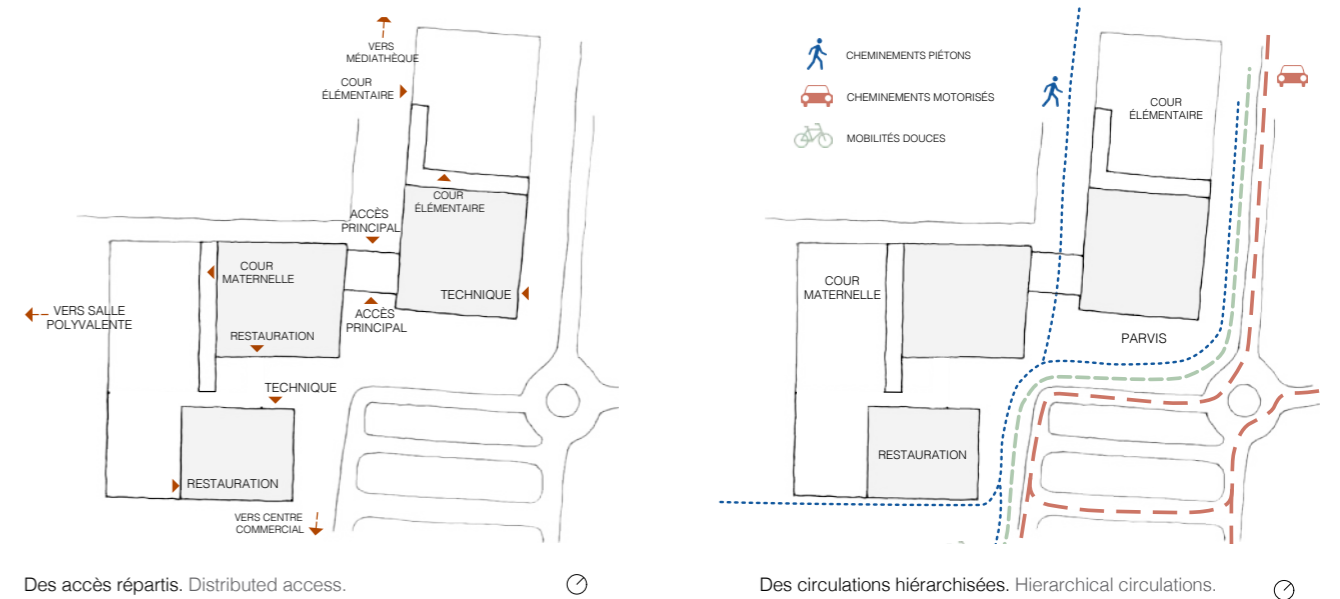 VERS
MÉDIATHÈQUE
COUR
ÉLÉMENTAIRE
COUR
ÉLÉMENTAIRE
ACCÈS
PRINCIPAL
COUR
MATERNELLE
TECHNIQUE
VERS SALLE
POLYVALENTE
ACCÈS
PRINCIPAL
RESTAURATION
TECHNIQUE
RESTAURATION
VERS CENTRE
COMMERCIAL
Des accès répartis. Distributed access.
CHEMINEMENTS PIÉTONS
CHEMINEMENTS MOTORISÉS
MOBILITÉS DOUCES
COUR
ÉLÉMENTAIRE
COUR
MATERNELLE
PARVIS
RESTAURATION
Des circulations hiérarchisées. Hierarchical circulations.